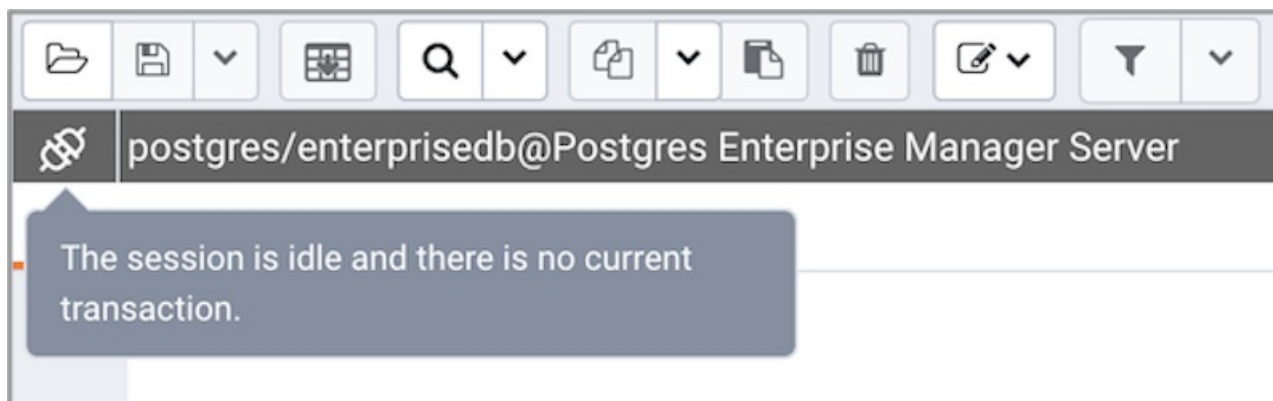 postgres/enterprisedb@Postgres Enterprise Manager Server
The session is idle and there is no current
transaction.